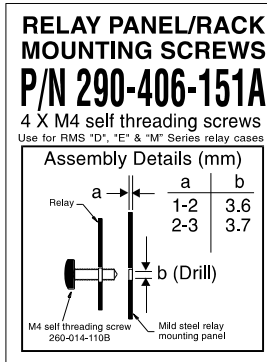 RELAY PANEL/RACK
MOUNTING SCREWS
P/N 290-406-151A
4 X M4 self threading screws
Use for RMS "D", "E" & “M” Series relay cases
Assembly Details (mm)
a
a b
Relay
1-2 3.6
2-3 3.7
b (Drill)
M4 self threading screw
260-014-110B
Mild steel relay
mounting panel